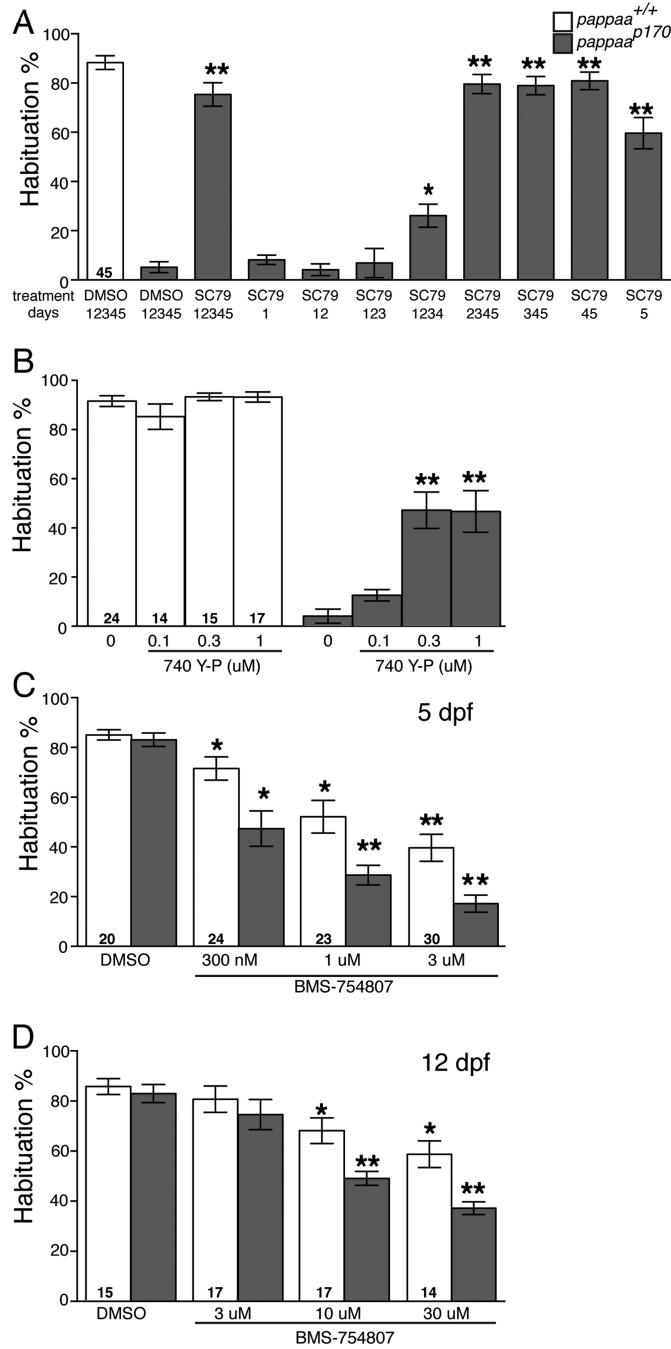 A
pappaa+/+
pappaap170
Habituation %
100
80
60
40
20
0
** * ** ** ** **
45
treatment DMSO DMSO SC79 SC79 SC79 SC79 SC79 SC79 SC79 SC79 SC79
days 12345 12345 12345 1 12 123 1234 2345 345 45 5
B
Habituation %
100
80
60
40
20
0
** **
24 14 15 17
0 0.1 0.3 1 0 0.1 0.3 1
740 Y-P (uM) 740 Y-P (uM)
C
5 dpf
Habituation %
100
80
60
40
20
0
* * * ** ** **
20 24 23 30
DMSO 300 nM 1 uM 3 uM
BMS-754807
D
12 dpf
Habituation %
100
80
60
40
20
0
* ** * **
15 17 17 14
DMSO 3 uM 10 uM 30 uM
BMS-754807